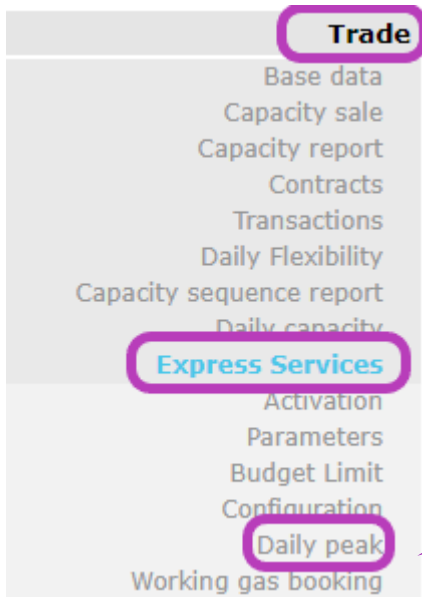 Trade
Base data
Capacity sale
Capacity report
Contracts
Transactions
Daily Flexibility
Capacity sequence report
Daily capacity
Express Services
Activation
Parameters
Budget Limit
Configuration
Daily peak
Working gas booking